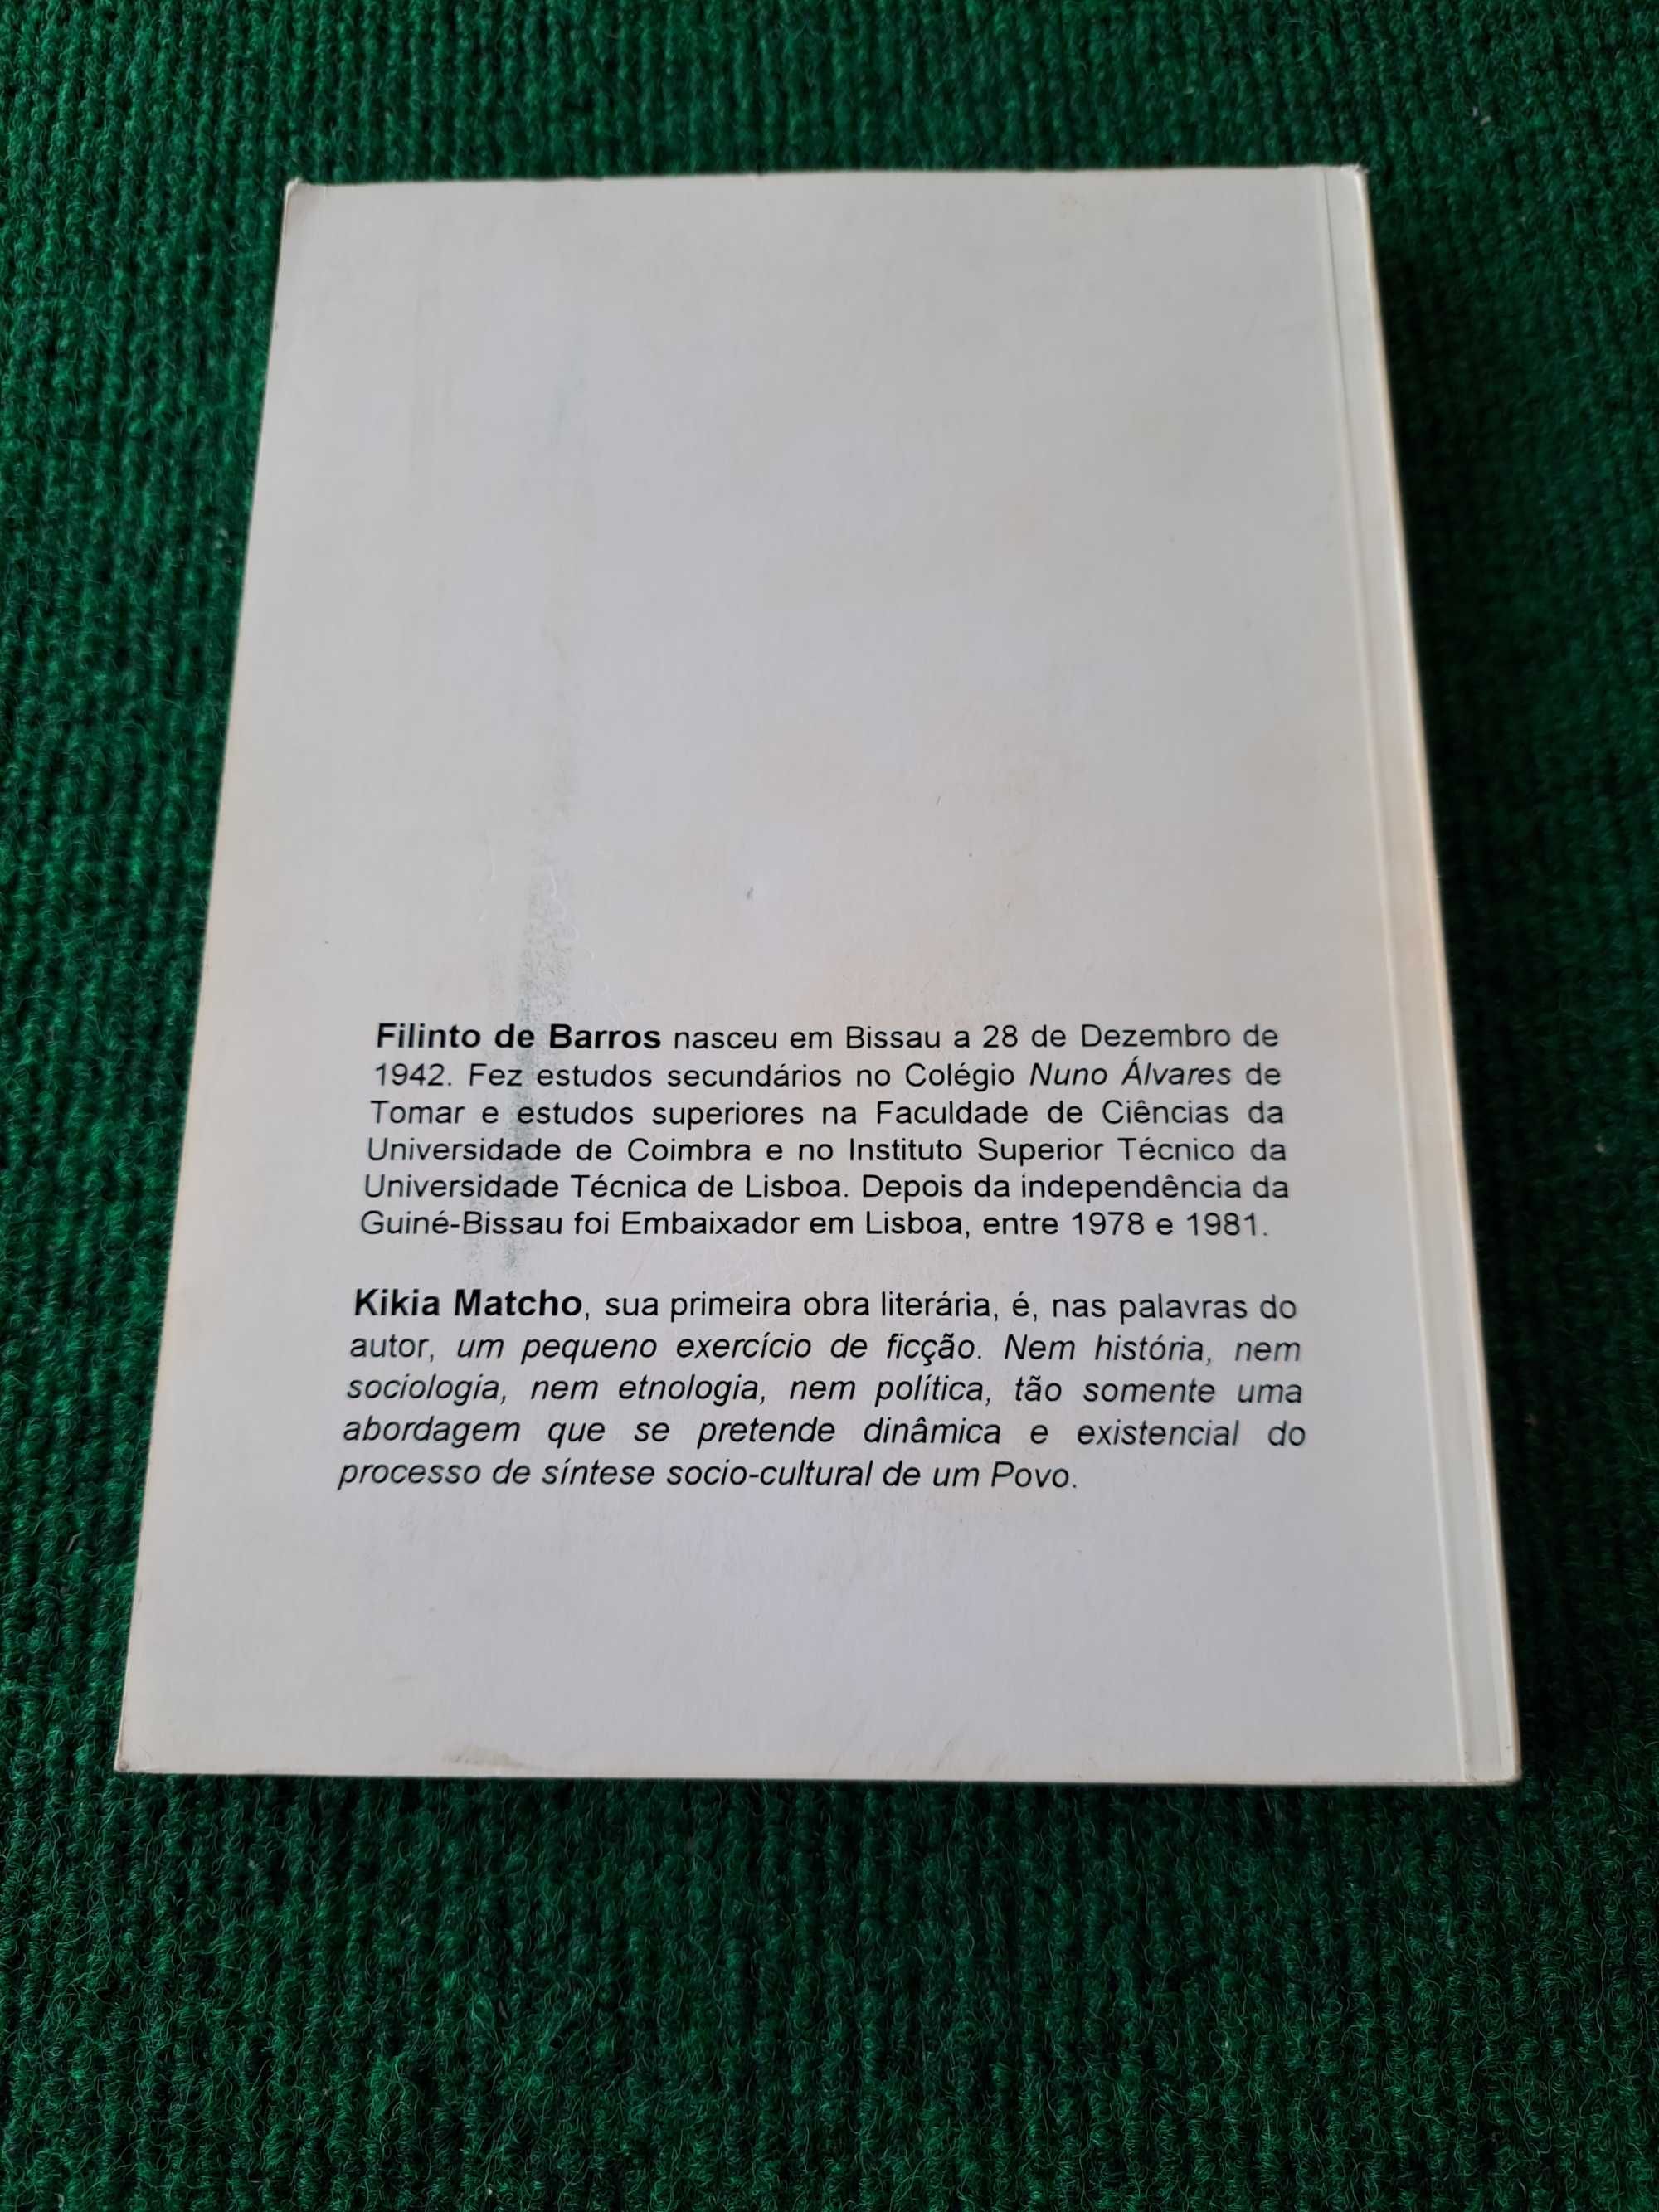 Filinto de Barros nasceu em Bissau a 28 de Dezembro de
1942. Fez estudos secundários no Colégio Nuno Álvares de
Tomar e estudos superiores na Faculdade de Ciências da
Universidade de Coimbra e no Instituto Superior Técnico da
Universidade Técnica de Lisboa. Depois da independência da
Guiné-Bissau foi Embaixador em Lisboa, entre 1978 e 1981.
Kikia Matcho, sua primeira obra literária, é, nas palavras do
autor, um pequeno exercício de ficção. Nem história, nem
sociologia, nem etnologia, nem política, tão somente uma
abordagem que se pretende dinâmica e existencial do
processo de síntese socio-cultural de um Povo.